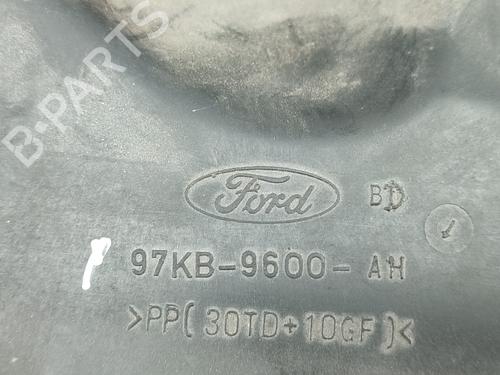 B-PARTS
Ford BD
97KB-9600-AH
>PP(30TD+10GF)<